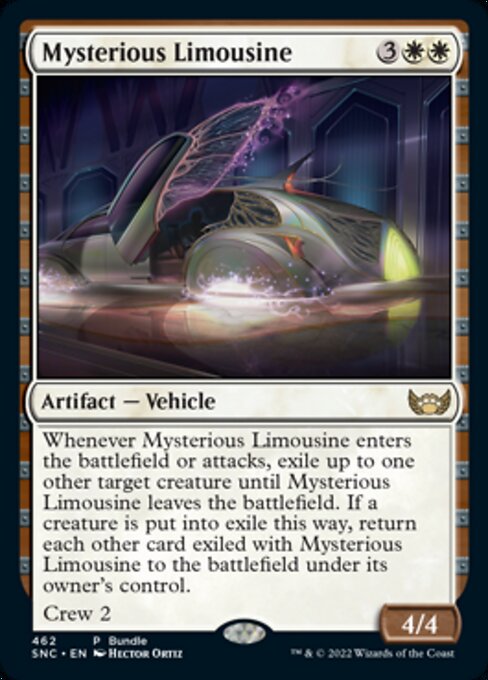 Mysterious Limousine 3
Artifact — Vehicle
Whenever Mysterious Limousine enters
the battlefield or attacks, exile up to one
other target creature until Mysterious
Limousine leaves the battlefield. If a
creature is put into exile this way, return
each other card exiled with Mysterious
Limousine to the battlefield under its
owner's control.
Crew 2
4/4
462 P Bundle
SNC • EN Hector Ortiz
™ & © 2022 Wizards of the Coast